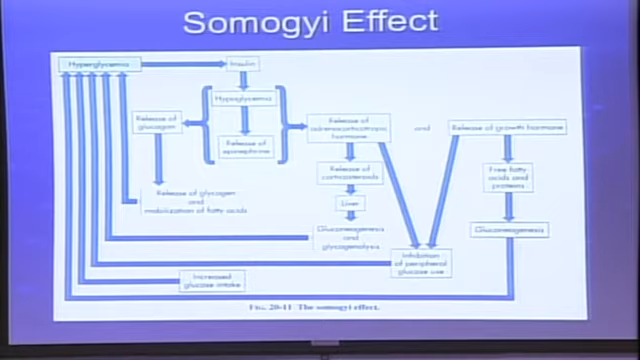 Somogyi Effect
Hyperglycemia
Insulin
Hypoglycemia
Release of
glucagon
Release of
epinephrine
Release of
adrenocorticotropic
hormone
and
Release of growth hormone
Release of
corticosteroids
Free fatty
acids and
proteins
Liver
Release of glycogen
and
mobilization of fatty acids
Gluconeogenesis
and
glycogenolysis
Gluconeogenesis
Inhibition
of peripheral
glucose use
Increased
glucose intake
FIG. 20-11 The somogyi effect.